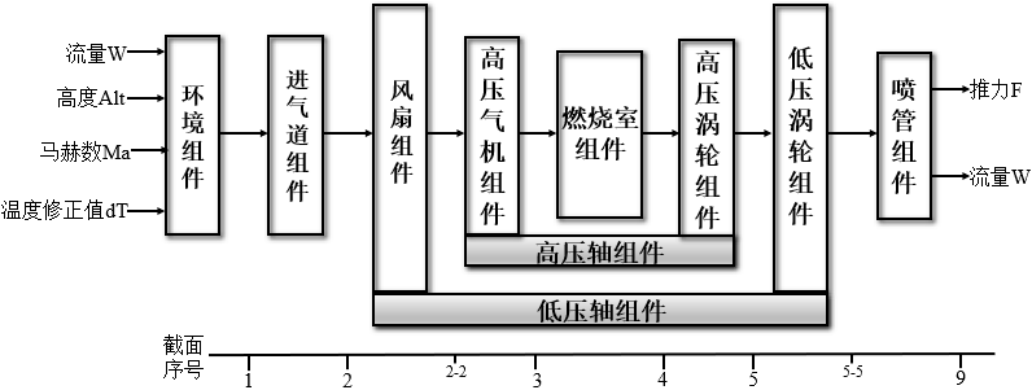 流量W
高度Alt
马赫数Ma
温度修正值dT
环境组件
进气道组件
风扇组件
高压气机组件
燃烧室
组件
高压涡轮组件
低压涡轮组件
喷管组件
推力F
流量W
高压轴组件
低压轴组件
截面
序号
1 2 2-2 3 4 5 5-5 9